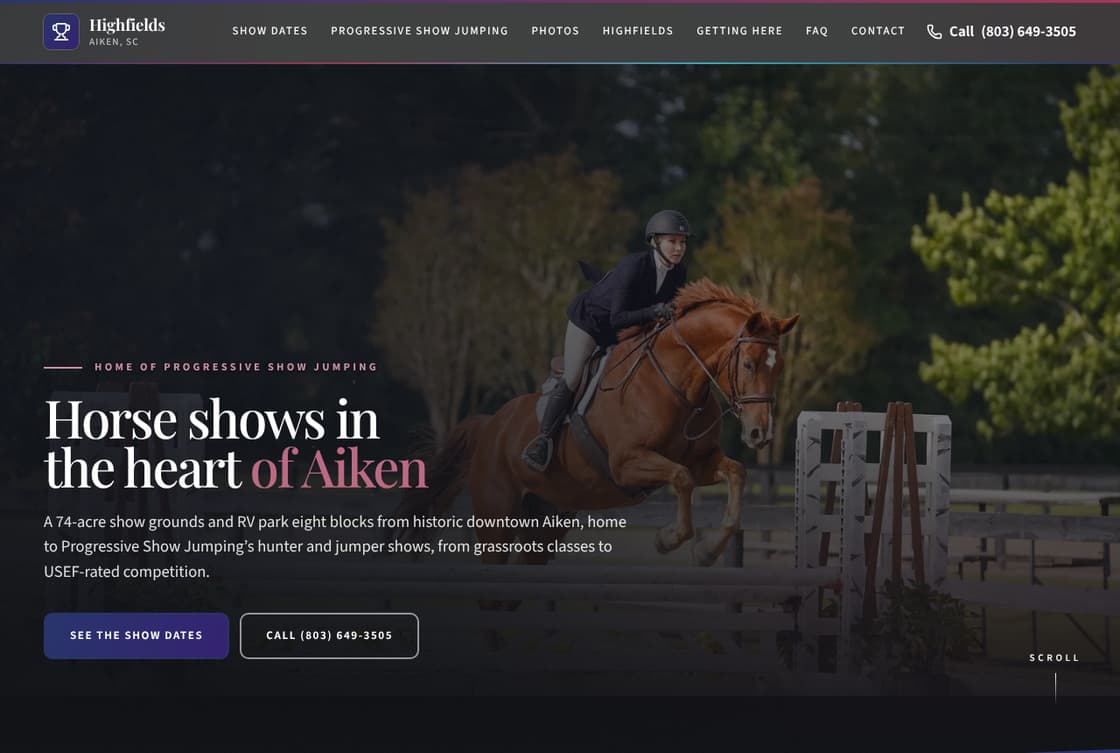 Highfields
AIKEN, SC
SHOW DATES
PROGRESSIVE SHOW JUMPING
PHOTOS
HIGHFIELDS
GETTING HERE
FAQ
CONTACT
Call (803) 649-3505
HOME OF PROGRESSIVE SHOW JUMPING
Horse shows in
the heart of Aiken
A 74-acre show grounds and RV park eight blocks from historic downtown Aiken, home
to Progressive Show Jumping’s hunter and jumper shows, from grassroots classes to
USEF-rated competition.
SEE THE SHOW DATES
CALL (803) 649-3505
SCROLL